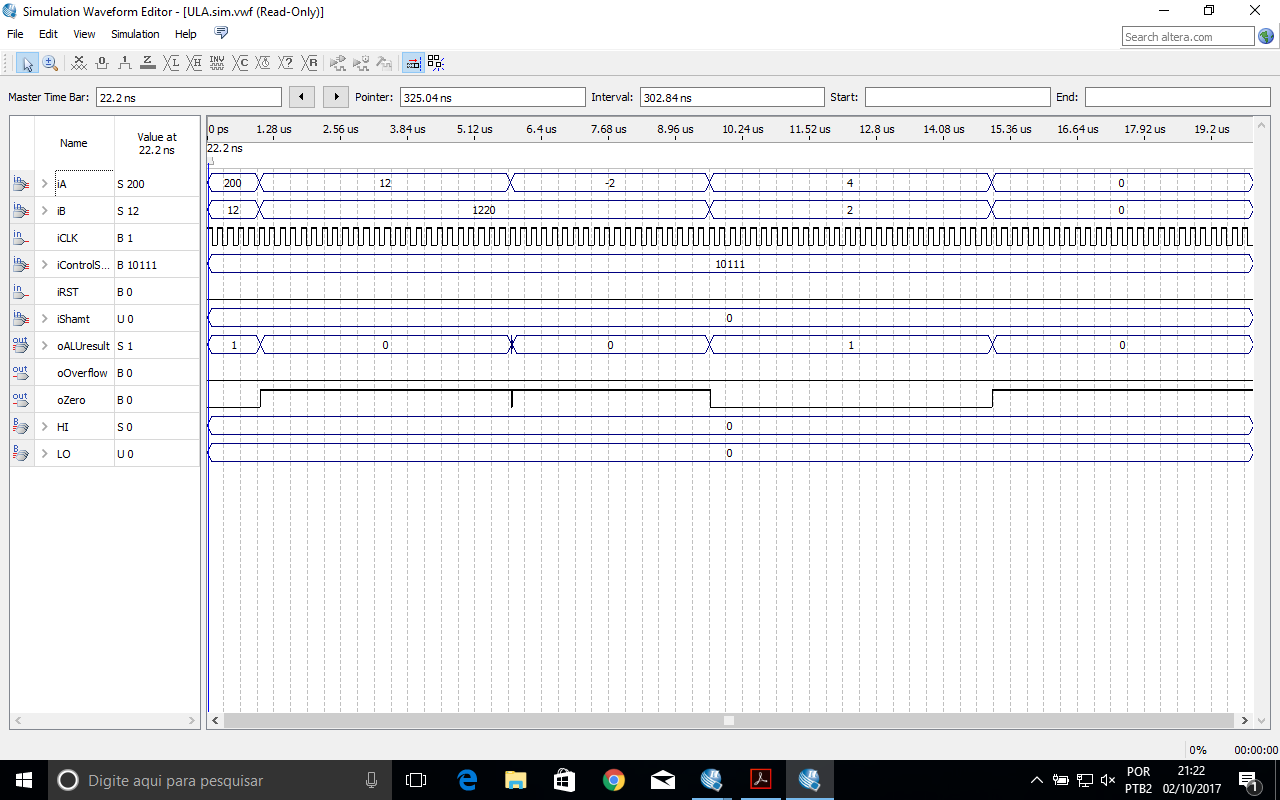 Simulation Waveform Editor - [ULA.sim.vwf (Read-Only)]
File Edit View Simulation Help
Search altera.com
Master Time Bar: 22.2 ns Pointer: 325.04 ns Interval: 302.84 ns Start: End:
Name Value at 22.2 ns
0 ps 1.28 us 2.56 us 3.84 us 5.12 us 6.4 us 7.68 us 8.96 us 10.24 us 11.52 us 12.8 us 14.08 us 15.36 us 16.64 us 17.92 us 19.2 us
22.2 ns
iA S 200 200 12 -2 4 0
iB S 12 12 1220 2 0
iCLK B 1
iControlS... B 10111 10111
iRST B 0
iShamt U 0 0
oALUresult S 1 1 0 0 1 0
oOverflow B 0
oZero B 0
HI S 0 0
LO U 0 0
0% 00:00:00
Digite aqui para pesquisar
POR 21:22
PTB2 02/10/2017
1